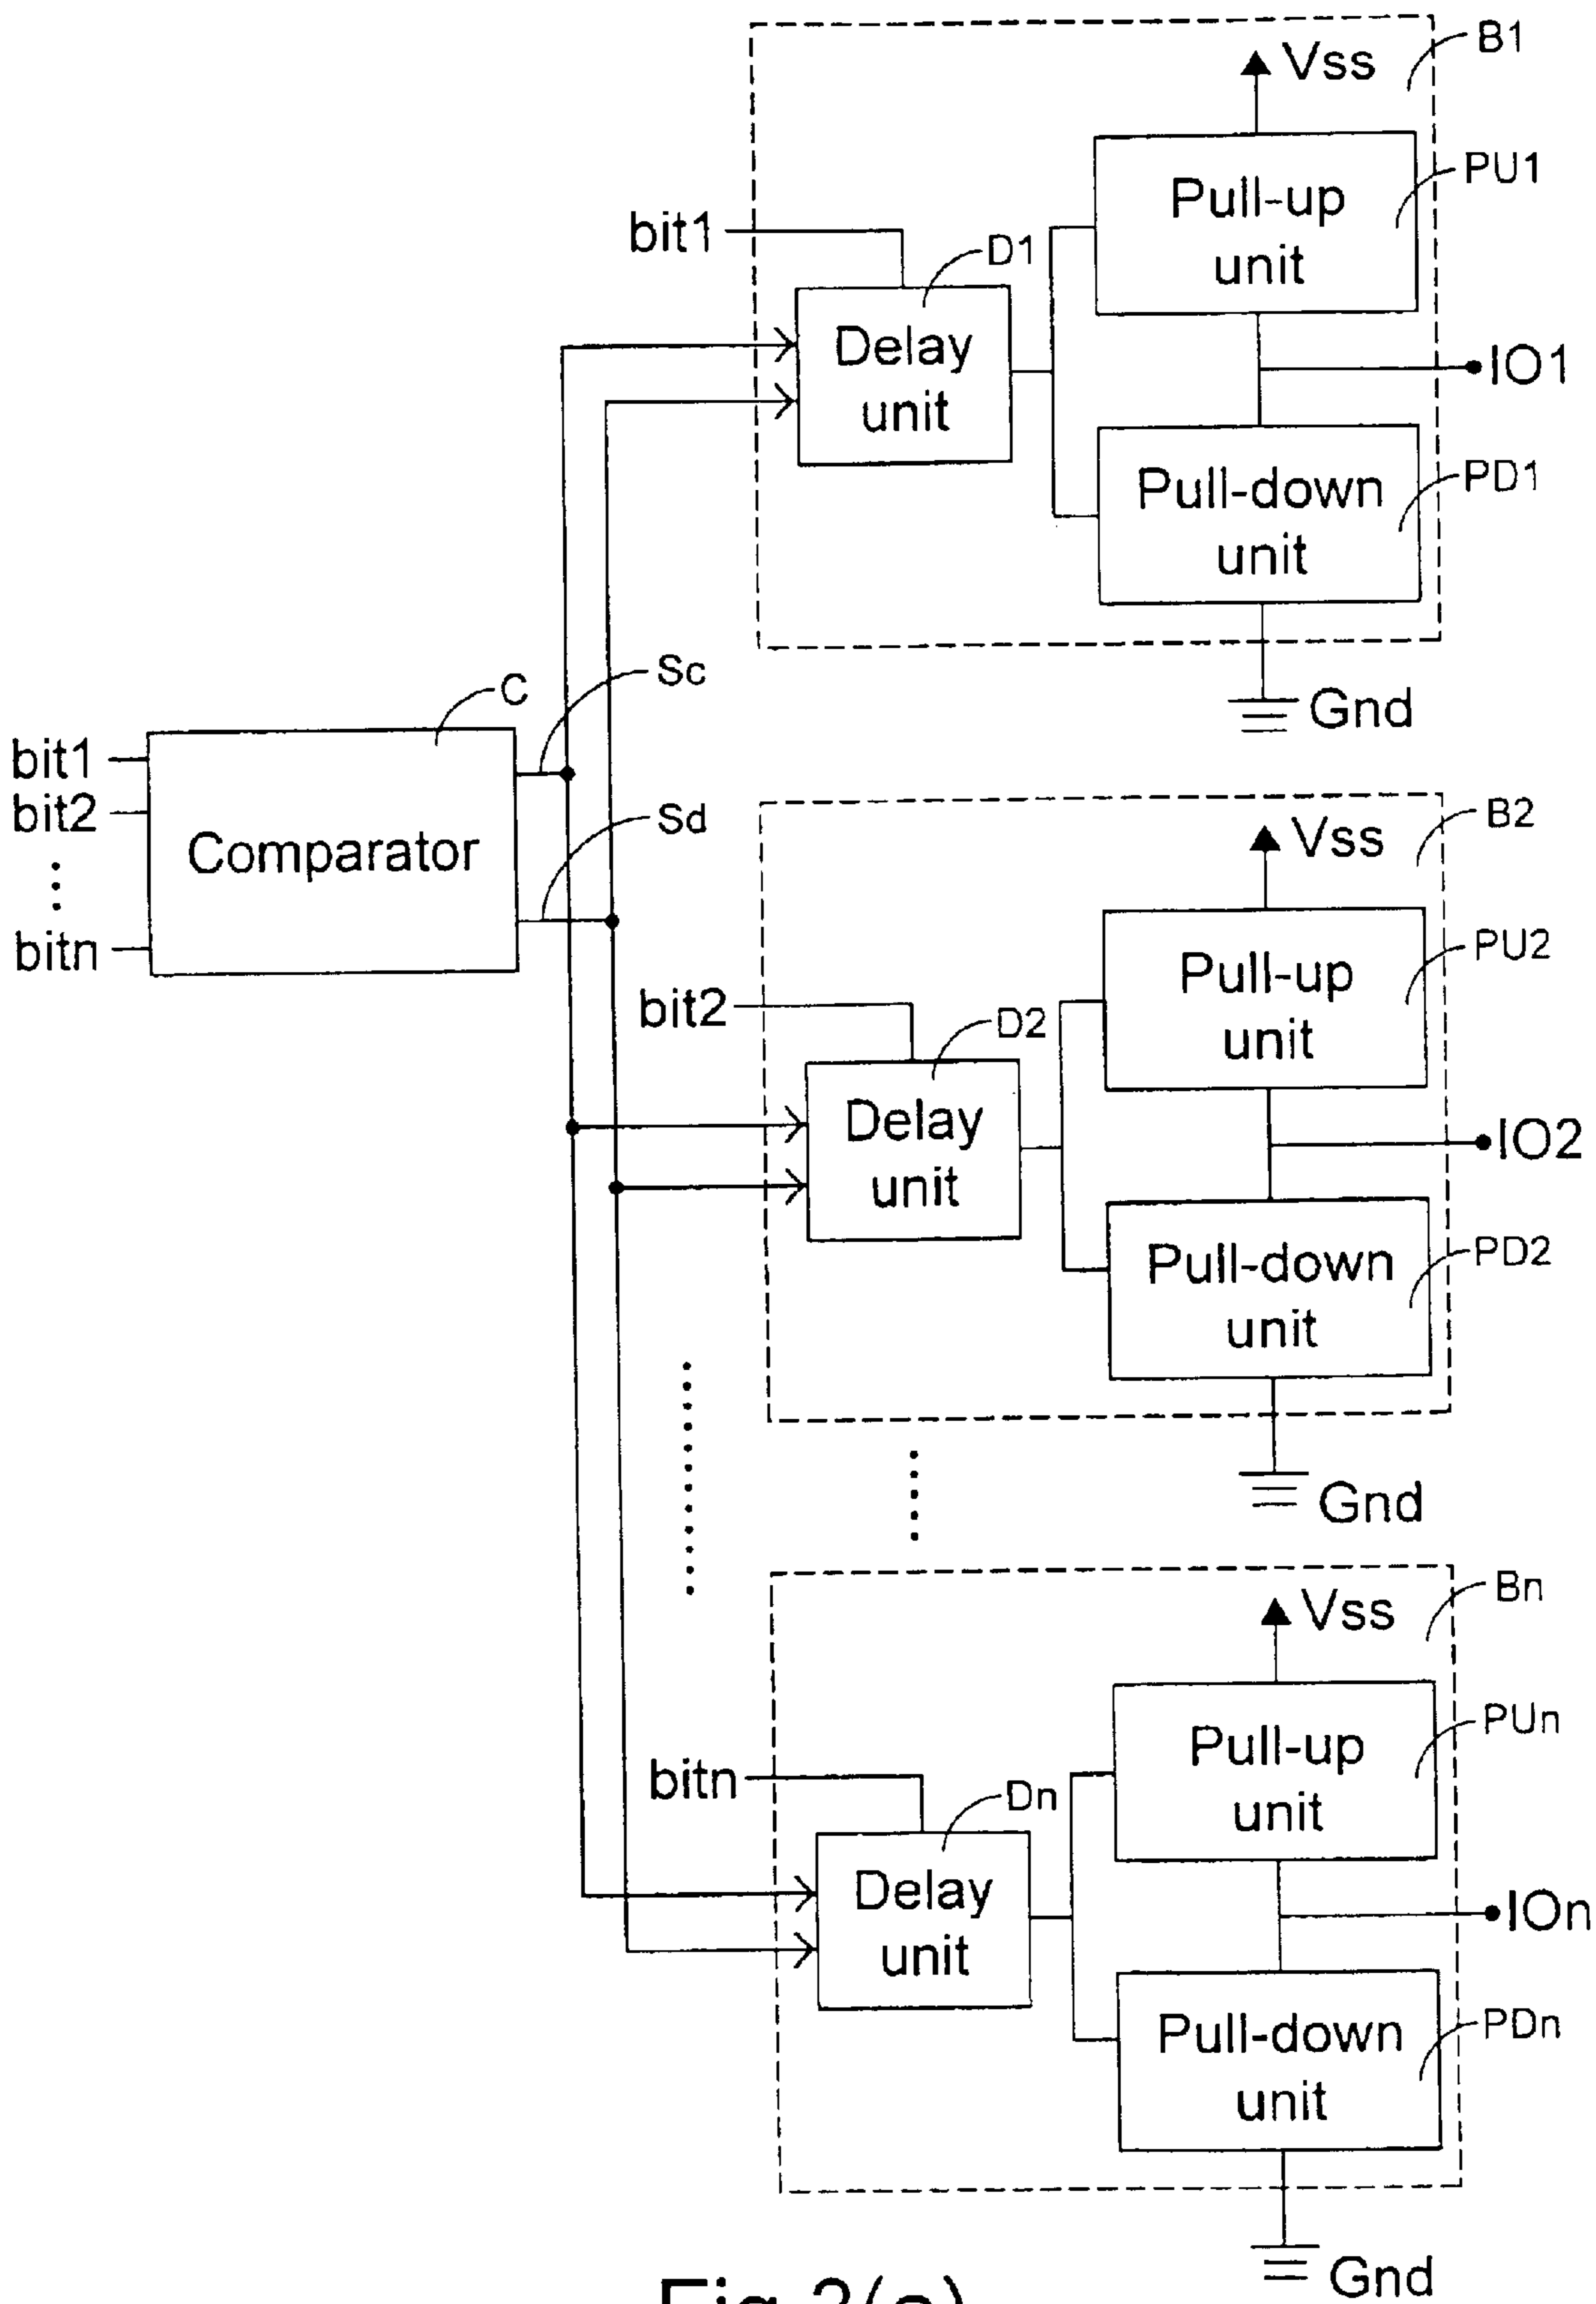 B1
Vss
PU1
Pull-up
unit
bit1
D1
Delay
unit
IO1
PD1
Pull-down
unit
Gnd
Sc
C
bit1
bit2
bitn
Comparator
Sd
B2
Vss
PU2
Pull-up
unit
bit2
D2
Delay
unit
IO2
PD2
Pull-down
unit
Gnd
Bn
Vss
PUn
Pull-up
unit
bitn
Dn
Delay
unit
IOn
PDn
Pull-down
unit
Gnd